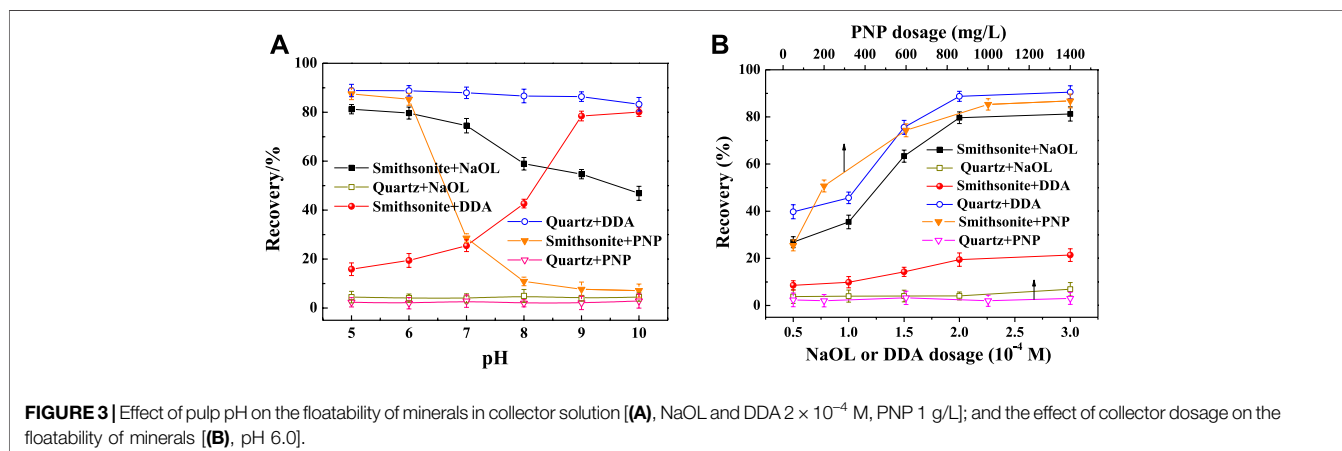 A
Recovery/%
100
80
60
40
20
0
Smithsonite+NaOL
Quartz+NaOL
Smithsonite+DDA
Quartz+DDA
Smithsonite+PNP
Quartz+PNP
5 6 7 8 9 10
pH
B
PNP dosage (mg/L)
0 200 400 600 800 1000 1200 1400
Recovery (%)
100
80
60
40
20
0
Smithsonite+NaOL
Quartz+NaOL
Smithsonite+DDA
Quartz+DDA
Smithsonite+PNP
Quartz+PNP
0.5 1.0 1.5 2.0 3.0
NaOL or DDA dosage (10⁻⁴ M)
FIGURE 3 | Effect of pulp pH on the floatability of minerals in collector solution [(A), NaOL and DDA 2 × 10⁻⁴ M, PNP 1 g/L]; and the effect of collector dosage on the
floatability of minerals [(B), pH 6.0].